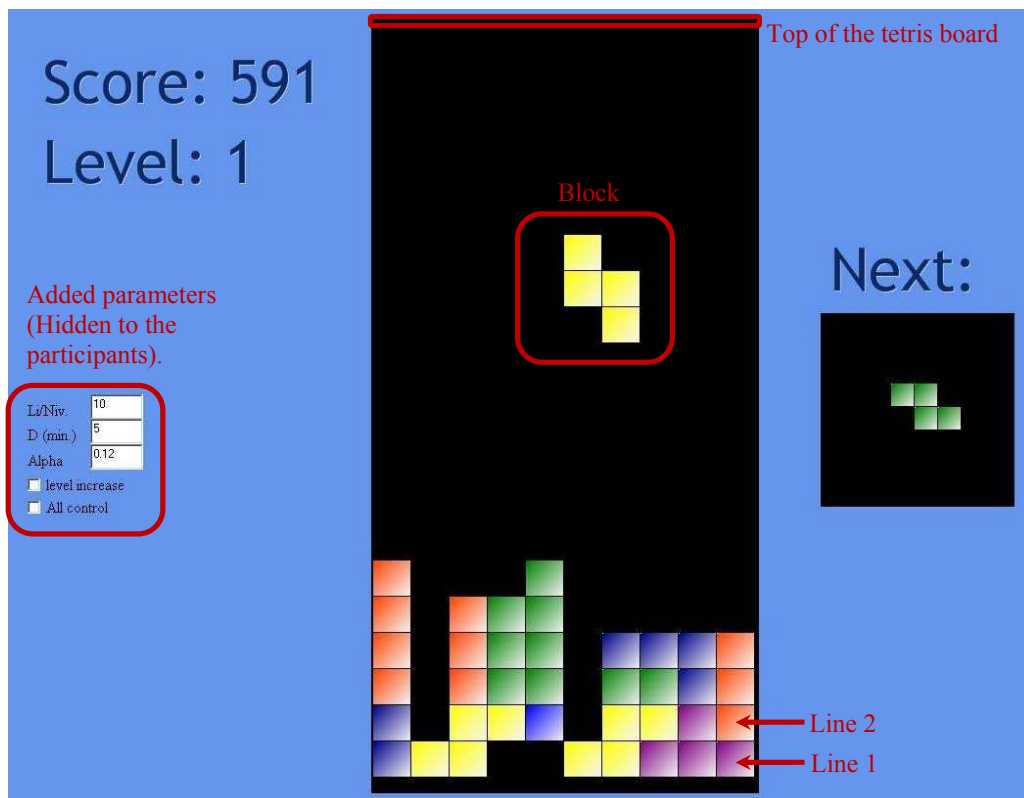 Top of the tetris board
Score: 591
Level: 1
Block
Next:
Added parameters
(Hidden to the
participants).
Li/Niv. 10
D (min.) 5
Alpha 0.12
level increase
All control
Line 2
Line 1